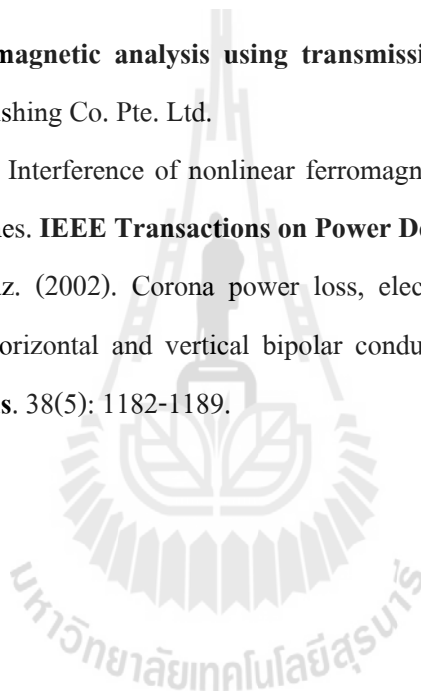 magnetic analysis using transmissi
shing Co. Pte. Ltd.
Interference of nonlinear ferromagn
nes. IEEE Transactions on Power De
z. (2002). Corona power loss, elec
orizontal and vertical bipolar condu
s. 38(5): 1182-1189.
มหาวิทยาลัยเทคโนโลยีสุรนารี